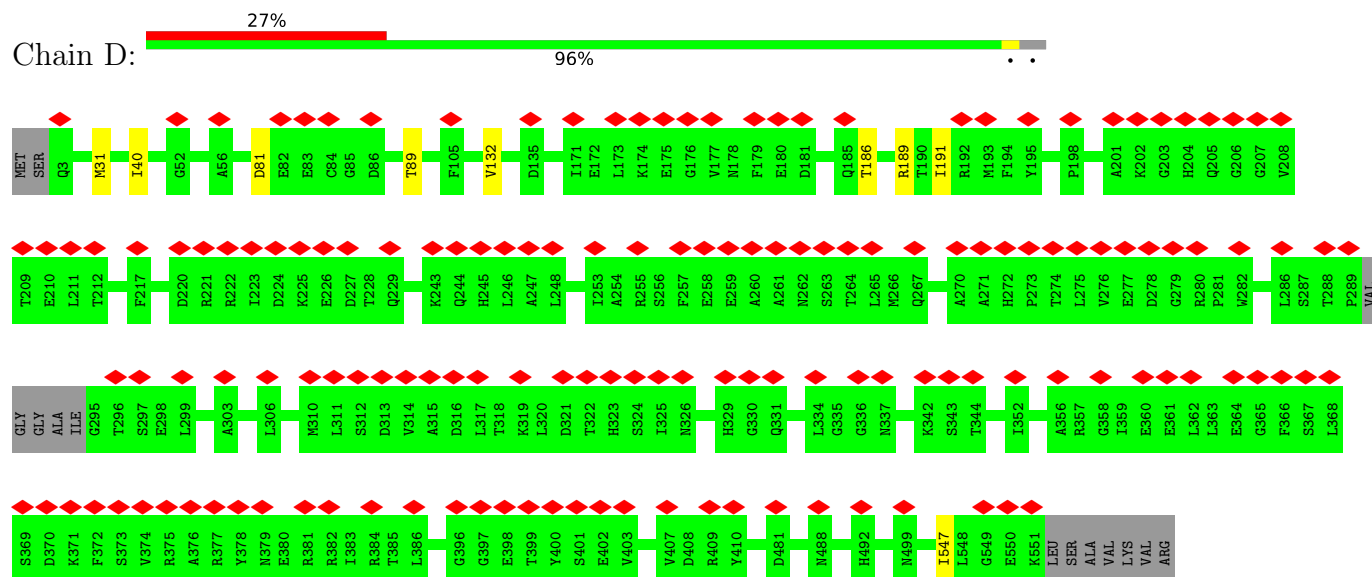 27%
Chain D:
96%
. .
MET SER Q3 M31 I40 G52 A56 D81 E82 E83 C84 G85 D86 T89 F105 V132 D135 I171 E172 L173 K174 E175 G176 V177 N178 F179 E180 D181 Q185 T186 R189 T190 I191 R192 M193 F194 Y195 P198 A201 K202 G203 H204 Q205 G206 G207 V208
T209 E210 L211 T212 F217 D220 R221 R222 I223 D224 K225 E226 D227 T228 Q229 K243 Q244 H245 L246 A247 L248 I253 A254 R255 S256 F257 E258 E259 A260 A261 N262 S263 T264 L265 M266 Q267 A270 A271 H272 P273 T274 L275 V276 E277 D278 G279 R280 P281 W282 L286 S287 T288 P289 VAL
GLY GLY ALA ILE G295 T296 S297 E298 L299 A303 L306 M310 L311 S312 D313 V314 A315 D316 L317 T318 K319 L320 D321 T322 H323 S324 I325 N326 H329 G330 Q331 L334 G335 G336 N337 K342 S343 T344 I352 A356 R357 G358 I359 E360 E361 L362 L363 E364 G365 F366 S367 L368
S369 D370 K371 F372 S373 V374 R375 A376 R377 Y378 N379 E380 R381 R382 I383 R384 T385 L386 G396 G397 E398 T399 Y400 S401 E402 V403 V407 D408 R409 Y410 D481 N488 H492 N499 I547 L548 G549 E550 K551 LEU SER ALA VAL LYS VAL ARG